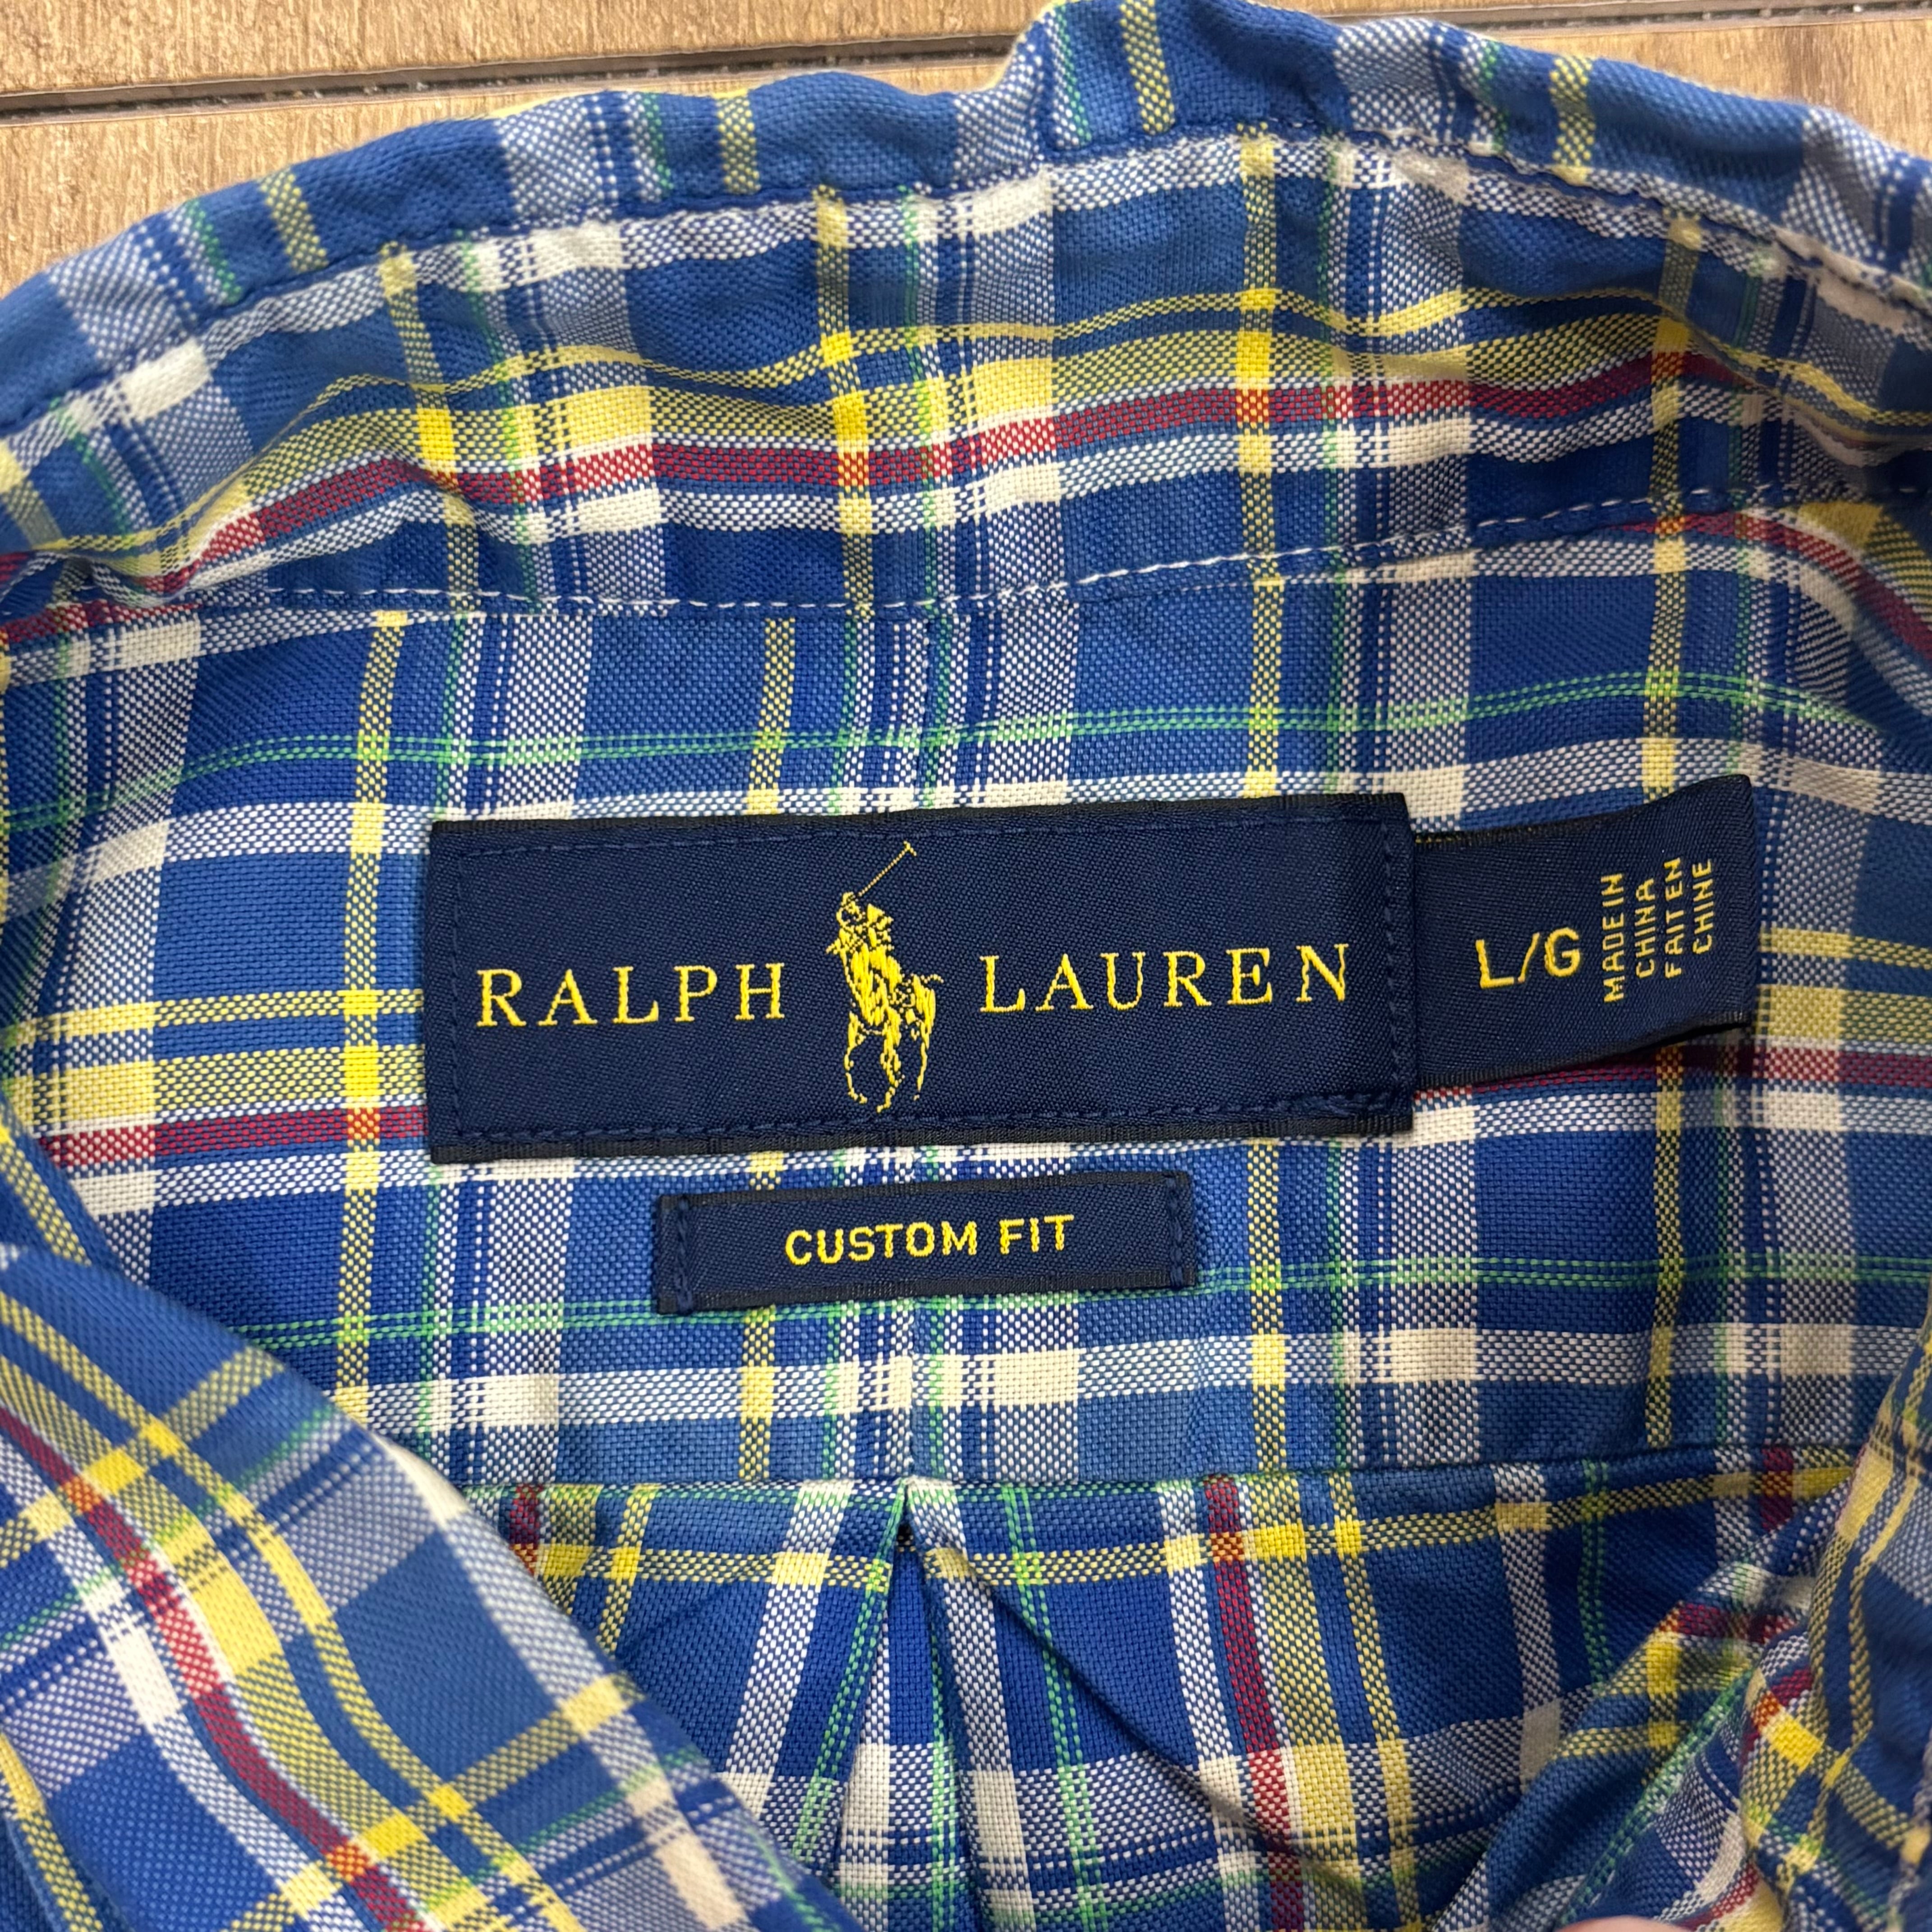 RALPH LAUREN
L/G
MADE IN
CHINA
FAIT EN
CHINE
CUSTOM FIT